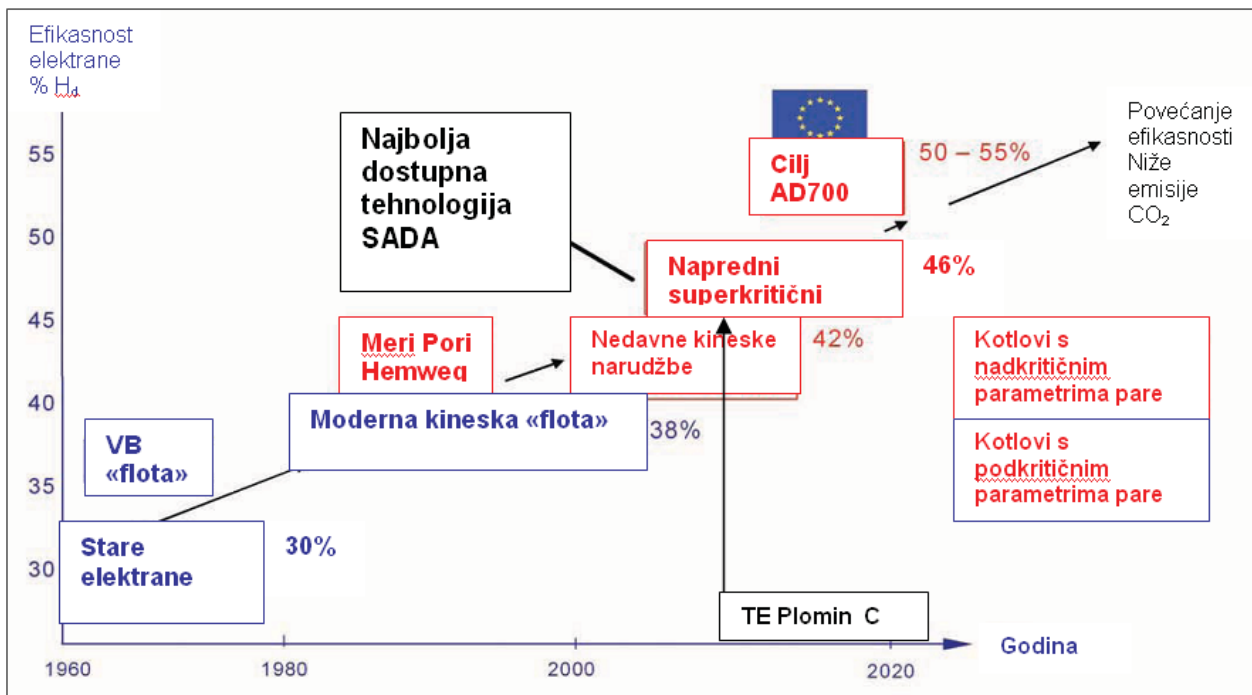 Efikasnost
elektrane
% Hd
55
50
45
40
35
30
Najbolja
dostupna
tehnologija
SADA
Cilj
AD700
50 – 55%
Povećanje
efikasnosti
Niže
emisije
CO₂
Napredni
superkritični
46%
Meri Pori
Hemweg
Nedavne kineske
narudžbe
42%
Kotlovi s
nadkritičnim
parametrima pare
Moderna kineska «flota»
38%
VB
«flota»
Kotlovi s
podkritičnim
parametrima pare
Stare
elektrane
30%
TE Plomin C
Godina
1960
1980
2000
2020